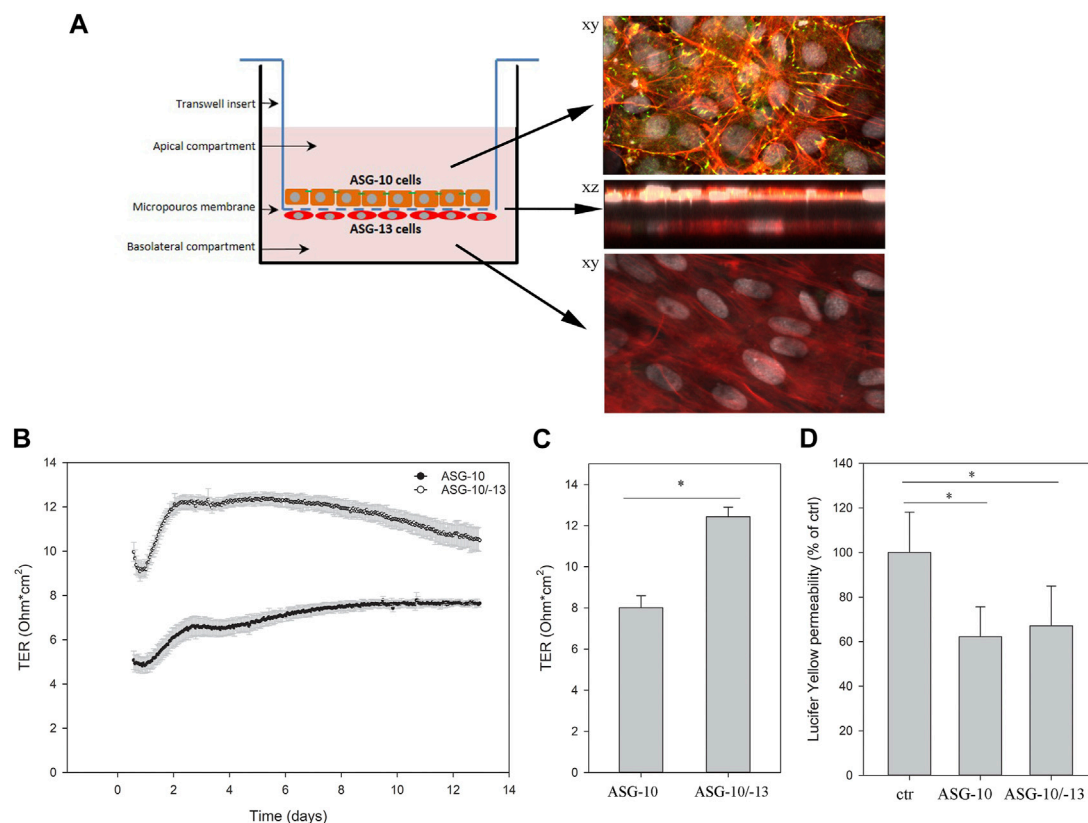 A
Transwell insert
Apical compartment
ASG-10 cells
Micropouros membrane
ASG-13 cells
Basolateral compartment
xy
xz
xy
B
ASG-10
ASG-10/-13
TER (Ohm*cm²)
14
12
10
8
6
4
2
0
0 2 4 6 8 10 12 14
Time (days)
C
*
TER (Ohm*cm²)
14
12
10
8
6
4
2
0
ASG-10 ASG-10/-13
D
*
*
Lucifer Yellow permeability (% of ctrl)
140
120
100
80
60
40
20
0
ctr ASG-10 ASG-10/-13